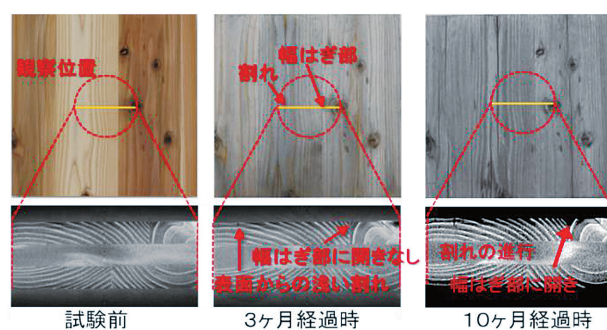 観察位置
幅はぎ部
割れ
幅はぎ部に開きなし
表面からの浅い割れ
割れの進行
幅はぎ部に開き
試験前
3ヶ月経過時
10ヶ月経過時